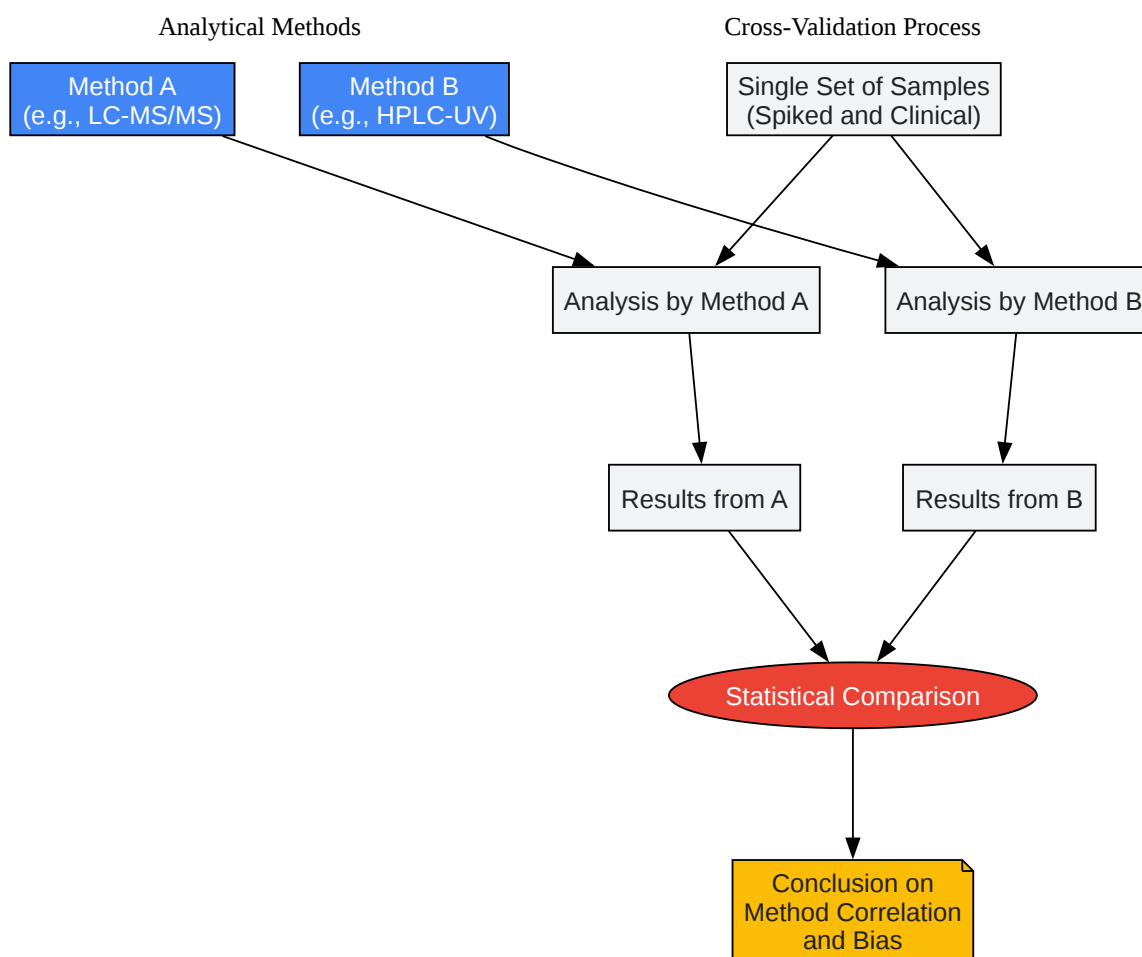 Analytical Methods
Cross-Validation Process
Method A
(e.g., LC-MS/MS)
Method B
(e.g., HPLC-UV)
Single Set of Samples
(Spiked and Clinical)
Analysis by Method A
Analysis by Method B
Results from A
Results from B
Statistical Comparison
Conclusion on
Method Correlation
and Bias